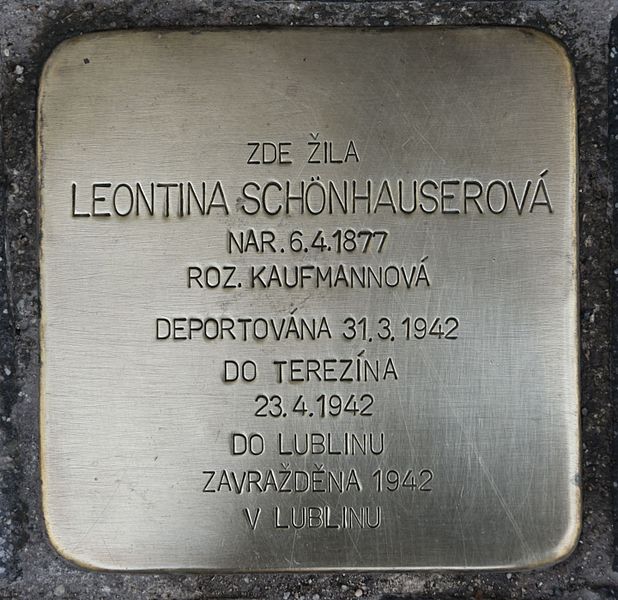 ZDE ŽILA
LEONTINA SCHÖNHAUSEROVÁ
NAR. 6.4.1877
ROZ. KAUFMANNOVÁ
DEPORTOVÁNA 31.3.1942
DO TEREZÍNA
23.4.1942
DO LUBLINU
ZAVRAŽDĚNA 1942
V LUBLINU